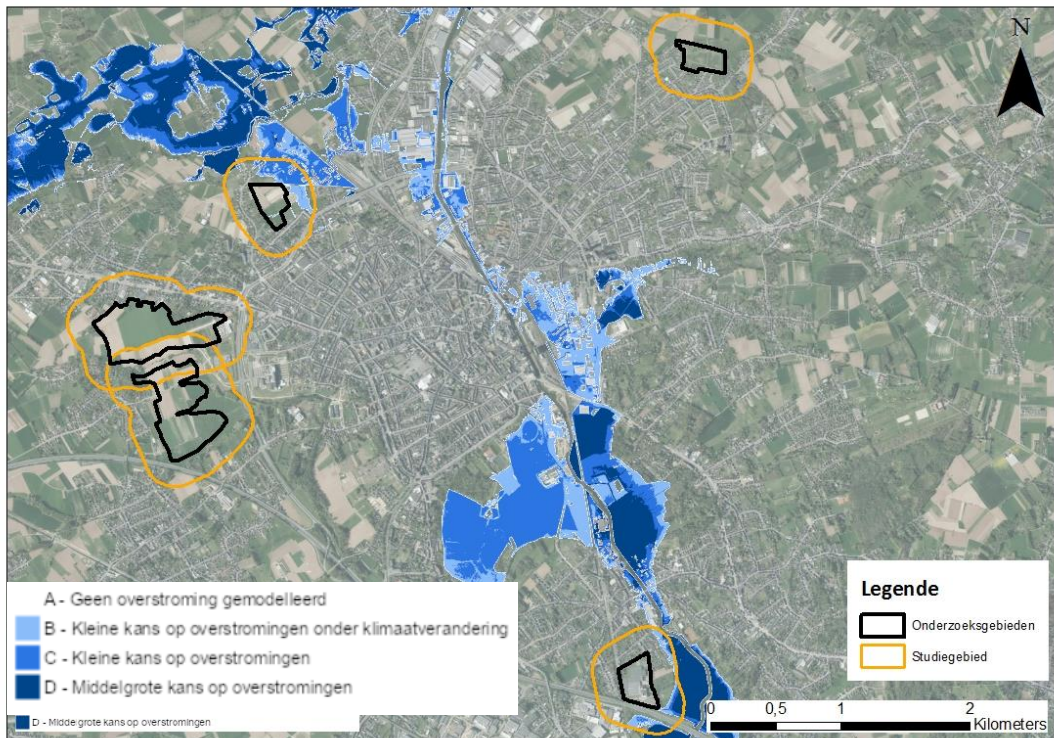 N
A - Geen overstroming gemodelleerd
B - Kleine kans op overstromingen onder klimaatverandering
C - Kleine kans op overstromingen
D - Middelgrote kans op overstromingen
D - Middelgrote kans op overstromingen
Legende
Onderzoeksgebieden
Studiegebied
0 0,5 1 2
Kilometers